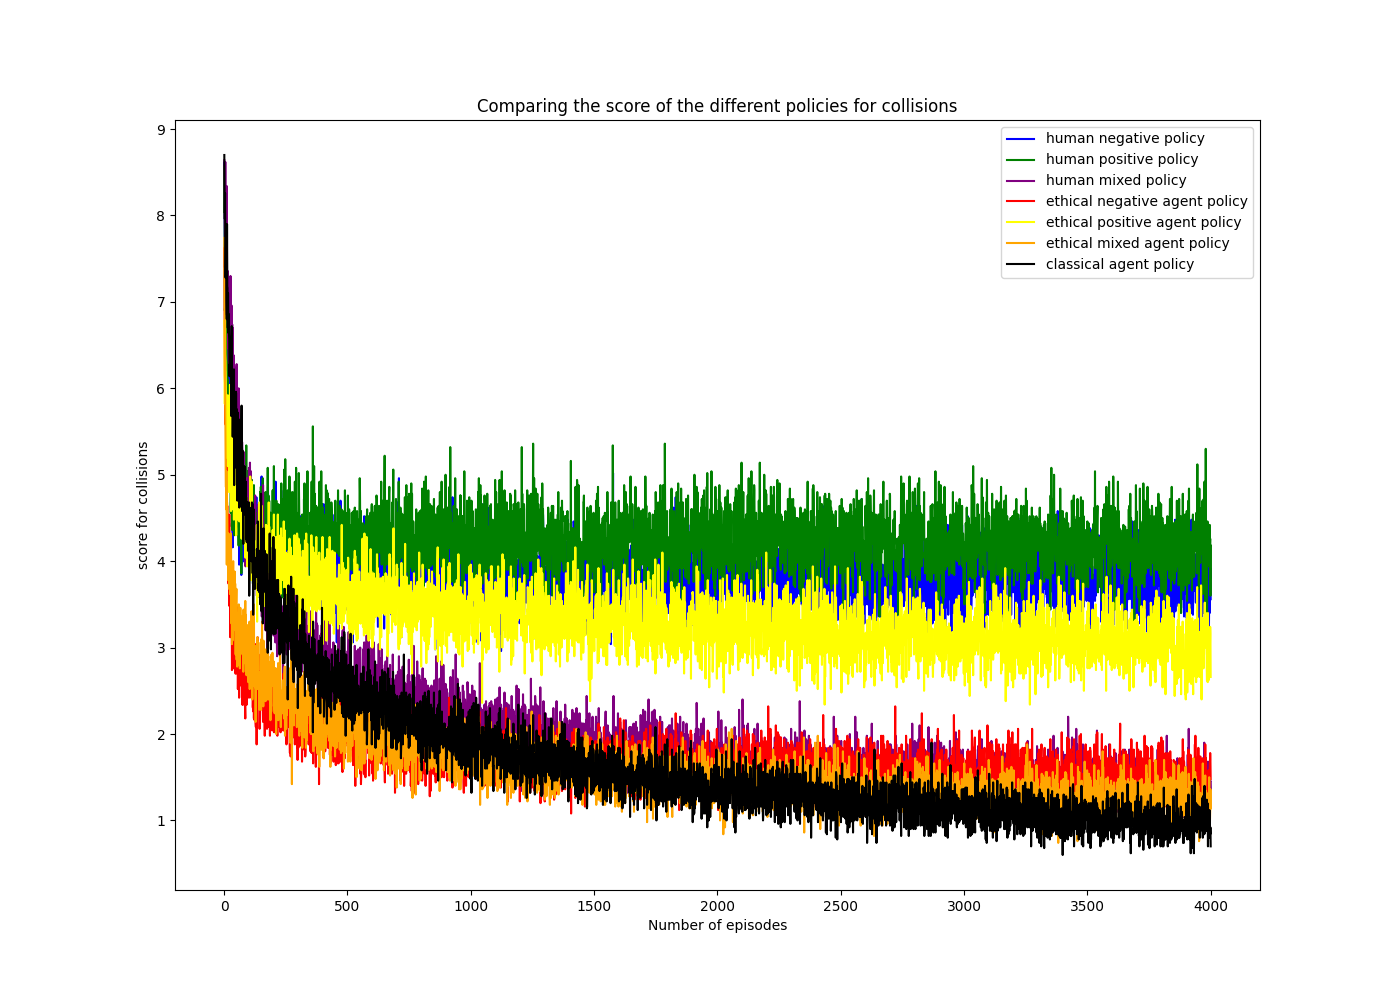 Comparing the score of the different policies for collisions
human negative policy
human positive policy
human mixed policy
ethical negative agent policy
ethical positive agent policy
ethical mixed agent policy
classical agent policy
score for collisions
9
8
7
6
5
4
3
2
1
0 500 1000 1500 2000 2500 3000 3500 4000
Number of episodes